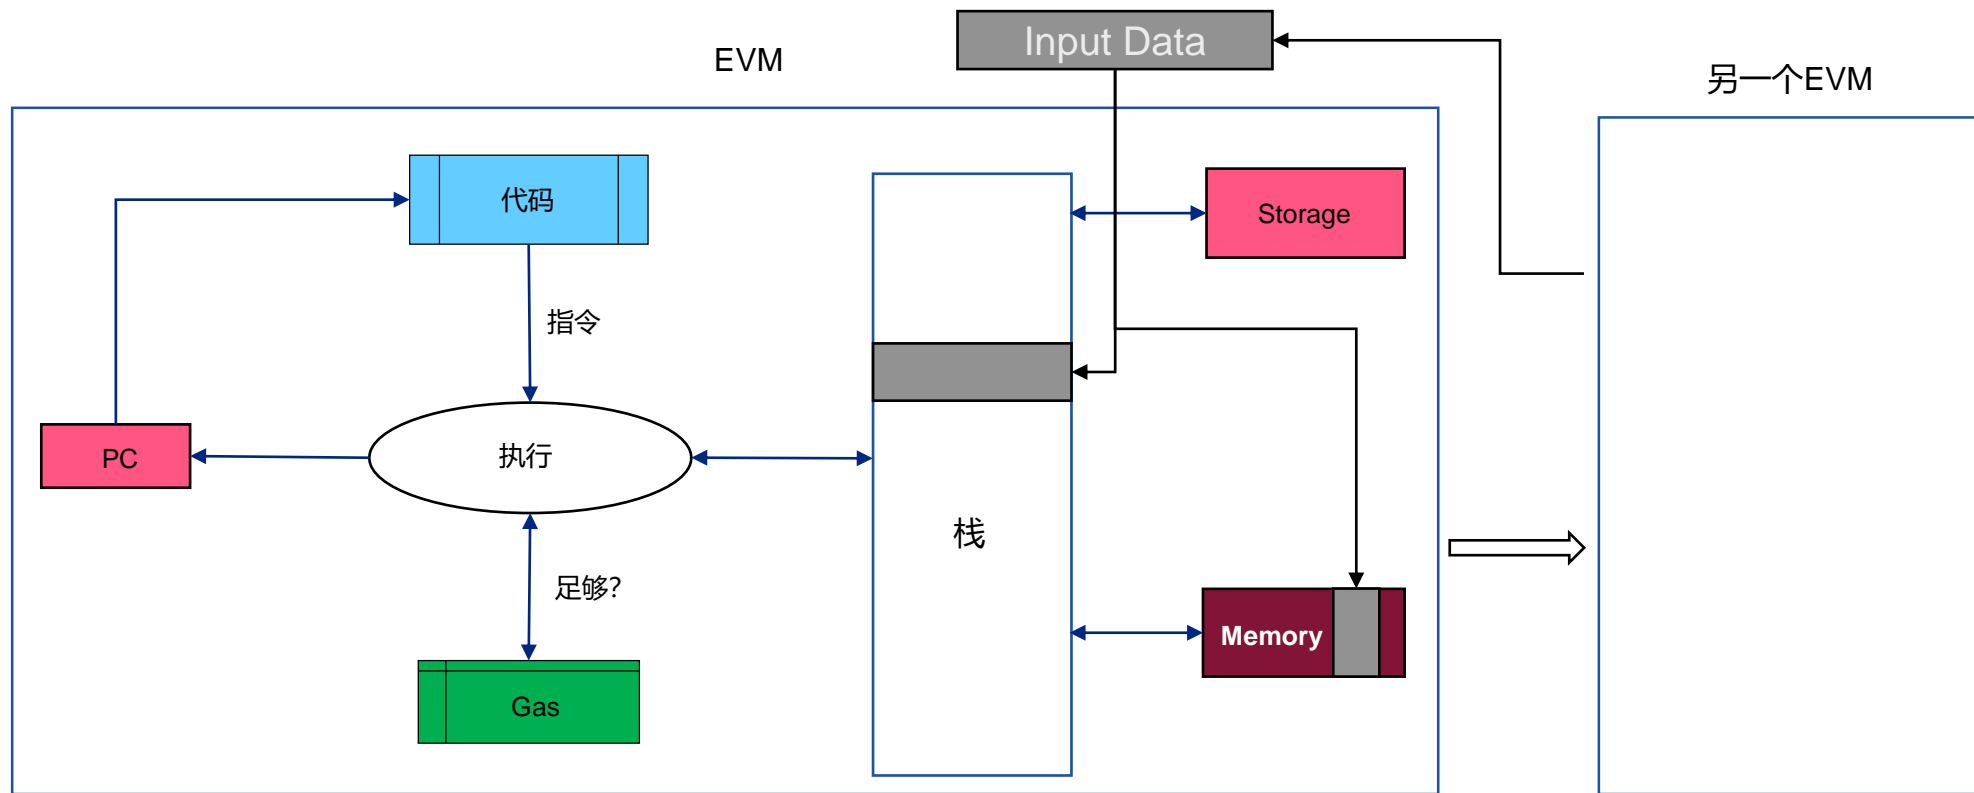 Input Data
EVM
另一个EVM
代码
Storage
指令
PC
执行
栈
足够?
Memory
Gas